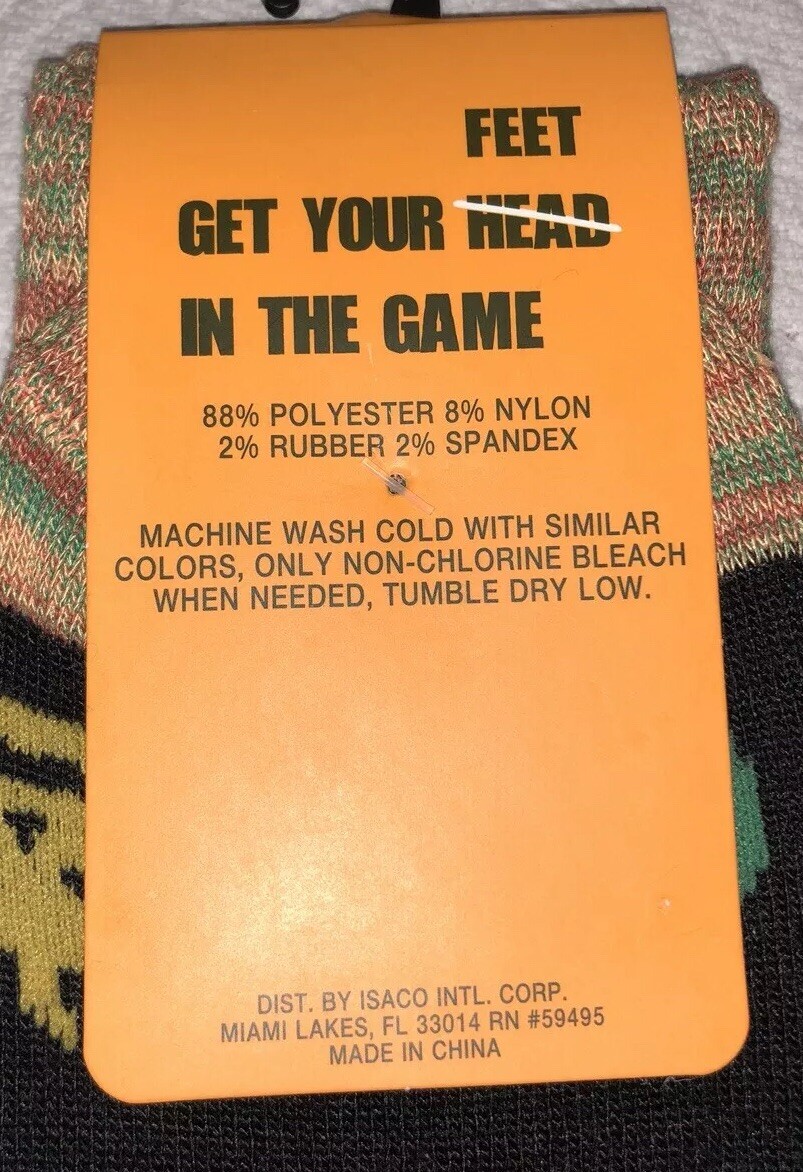 FEET
GET YOUR HEAD
IN THE GAME
88% POLYESTER 8% NYLON
2% RUBBER 2% SPANDEX
MACHINE WASH COLD WITH SIMILAR
COLORS, ONLY NON-CHLORINE BLEACH
WHEN NEEDED, TUMBLE DRY LOW.
DIST. BY ISACO INTL. CORP.
MIAMI LAKES, FL 33014 RN #59495
MADE IN CHINA